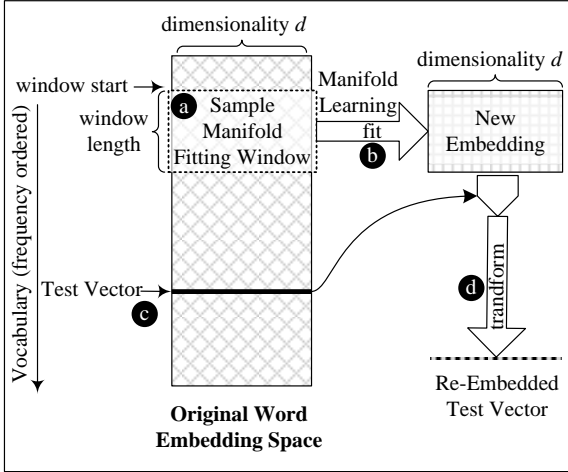 dimensionality d
window start
a
Sample
Manifold
Fitting Window
window
length
Manifold
Learning
fit
b
dimensionality d
New
Embedding
Vocabulary (frequency ordered)
Test Vector
c
d
trandform
Re-Embedded
Test Vector
Original Word
Embedding Space